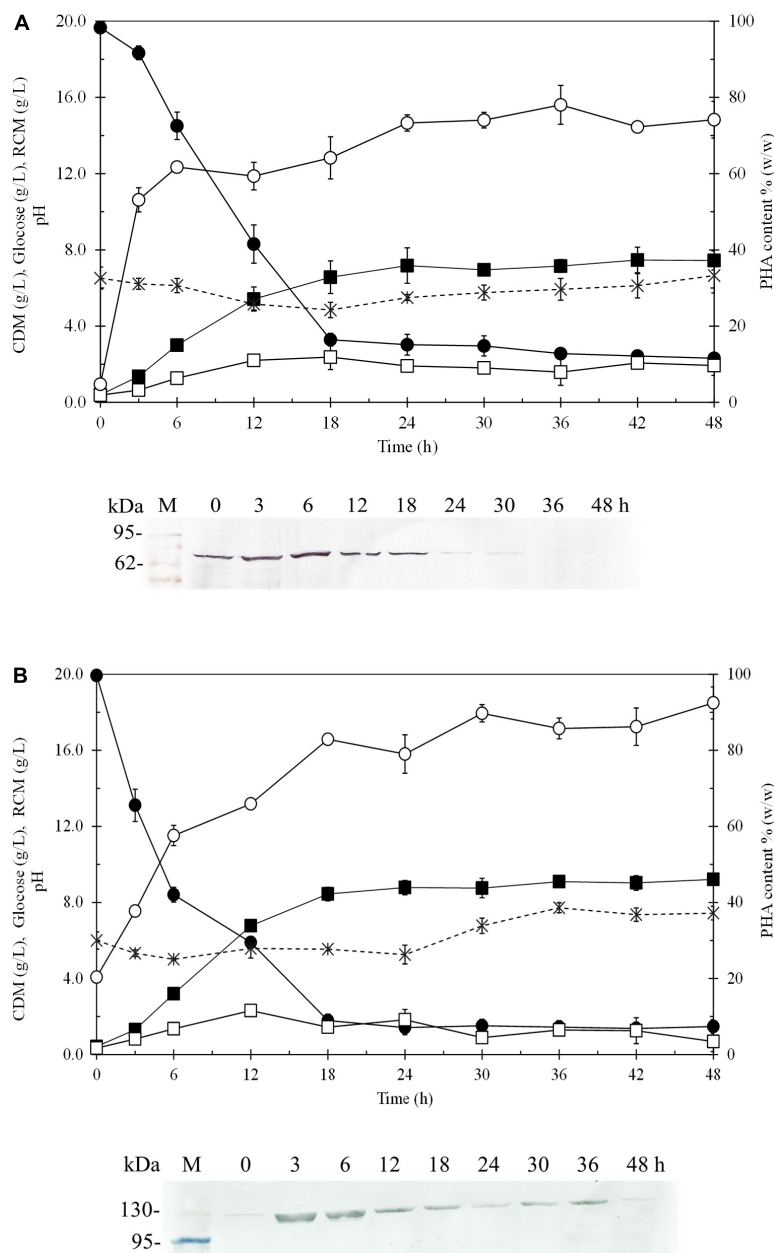 A
20.0
16.0
12.0
8.0
4.0
0.0
CDM (g/L), Glocose (g/L), RCM (g/L)
pH
100
80
60
40
20
0
PHA content % (w/w)
0 3 6 12 18 24 30 36 42 48
Time (h)
kDa M 0 3 6 12 18 24 30 36 48 h
95-
62-
B
20.0
16.0
12.0
8.0
4.0
0.0
CDM (g/L), Glucose (g/L), RCM (g/L)
pH
100
80
60
40
20
0
PHA content % (w/w)
0 3 6 12 18 24 30 36 42 48
Time (h)
kDa M 0 3 6 12 18 24 30 36 48 h
130-
95-